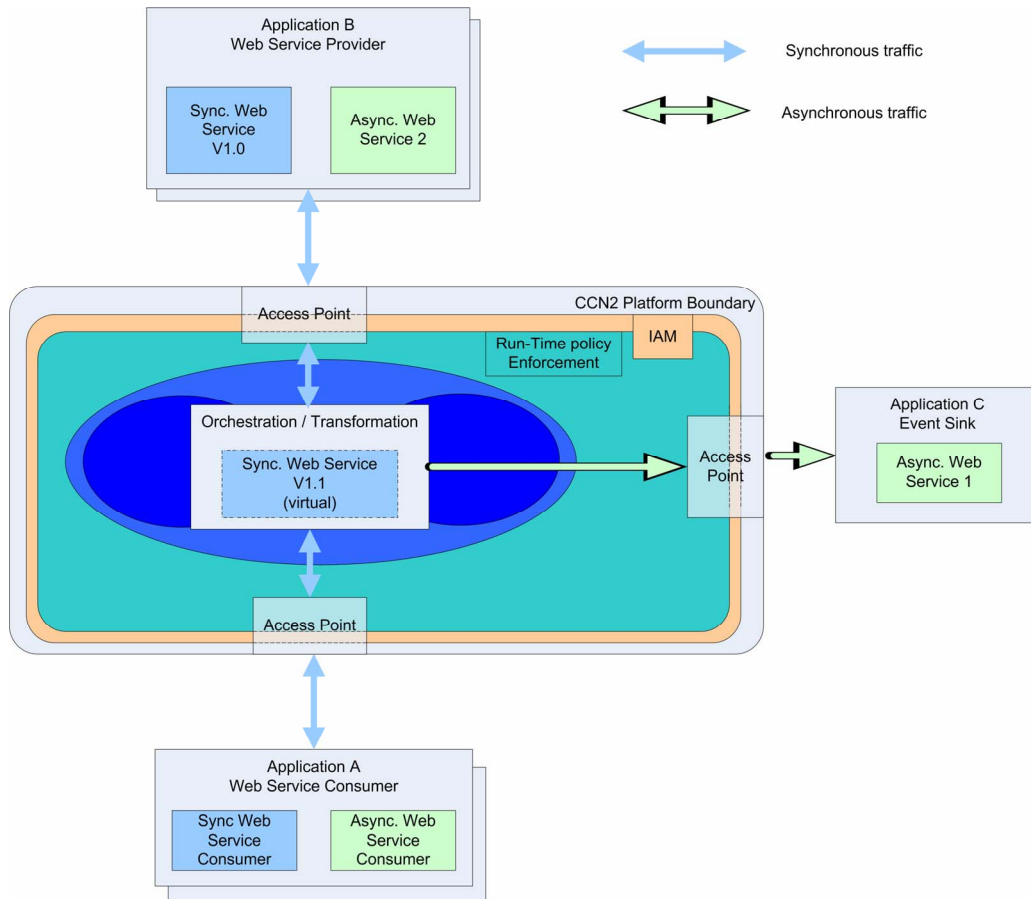 Application B
Web Service Provider
Sync. Web
Service
V1.0
Async. Web
Service 2
Synchronous traffic
Asynchronous traffic
Access Point
CCN2 Platform Boundary
IAM
Run-Time policy
Enforcement
Orchestration / Transformation
Sync. Web Service
V1.1
(virtual)
Access
Point
Application C
Event Sink
Async. Web
Service 1
Access Point
Application A
Web Service Consumer
Sync Web
Service
Consumer
Async. Web
Service
Consumer